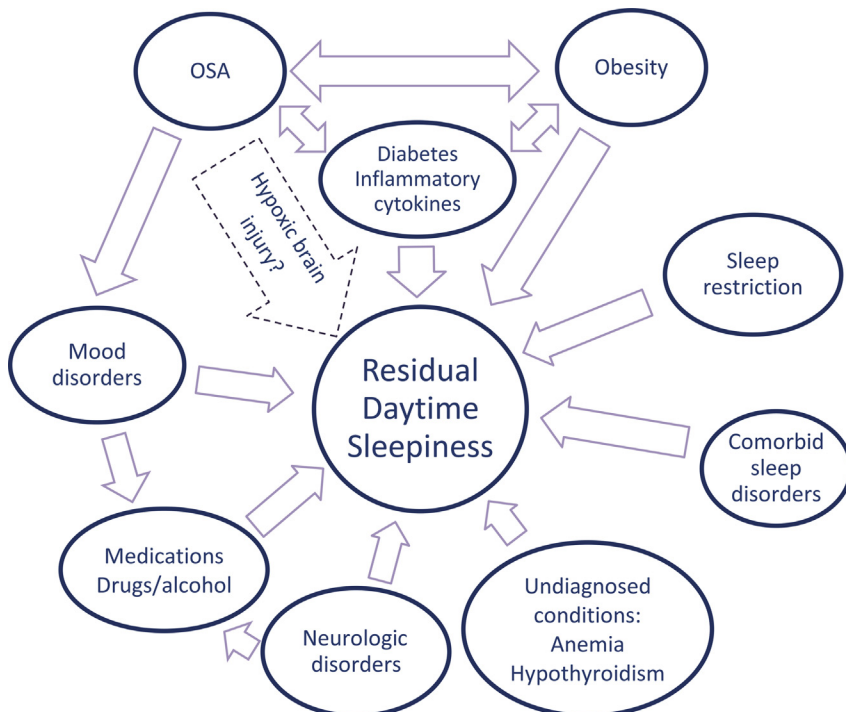 OSA
Obesity
Diabetes
Inflammatory
cytokines
Hypoxic brain
injury?
Sleep
restriction
Mood
disorders
Residual
Daytime
Sleepiness
Comorbid
sleep
disorders
Medications
Drugs/alcohol
Neurologic
disorders
Undiagnosed
conditions:
Anemia
Hypothyroidism